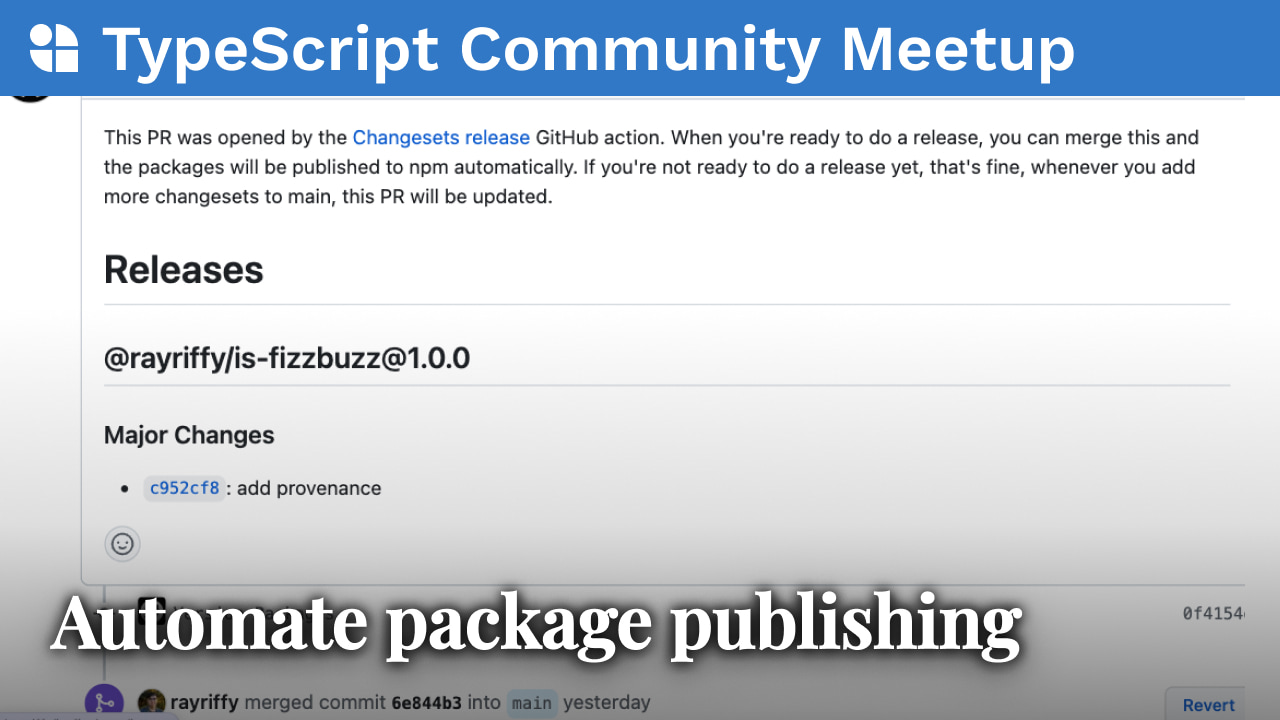 TypeScript Community Meetup
This PR was opened by the Changesets release GitHub action. When you're ready to do a release, you can merge this and
the packages will be published to npm automatically. If you're not ready to do a release yet, that's fine, whenever you add
more changesets to main, this PR will be updated.
Releases
@rayriffy/is-fizzbuzz@1.0.0
Major Changes
c952cf8 : add provenance
Automate package publishing
0f4154
rayriffy merged commit 6e844b3 into main yesterday
Revert